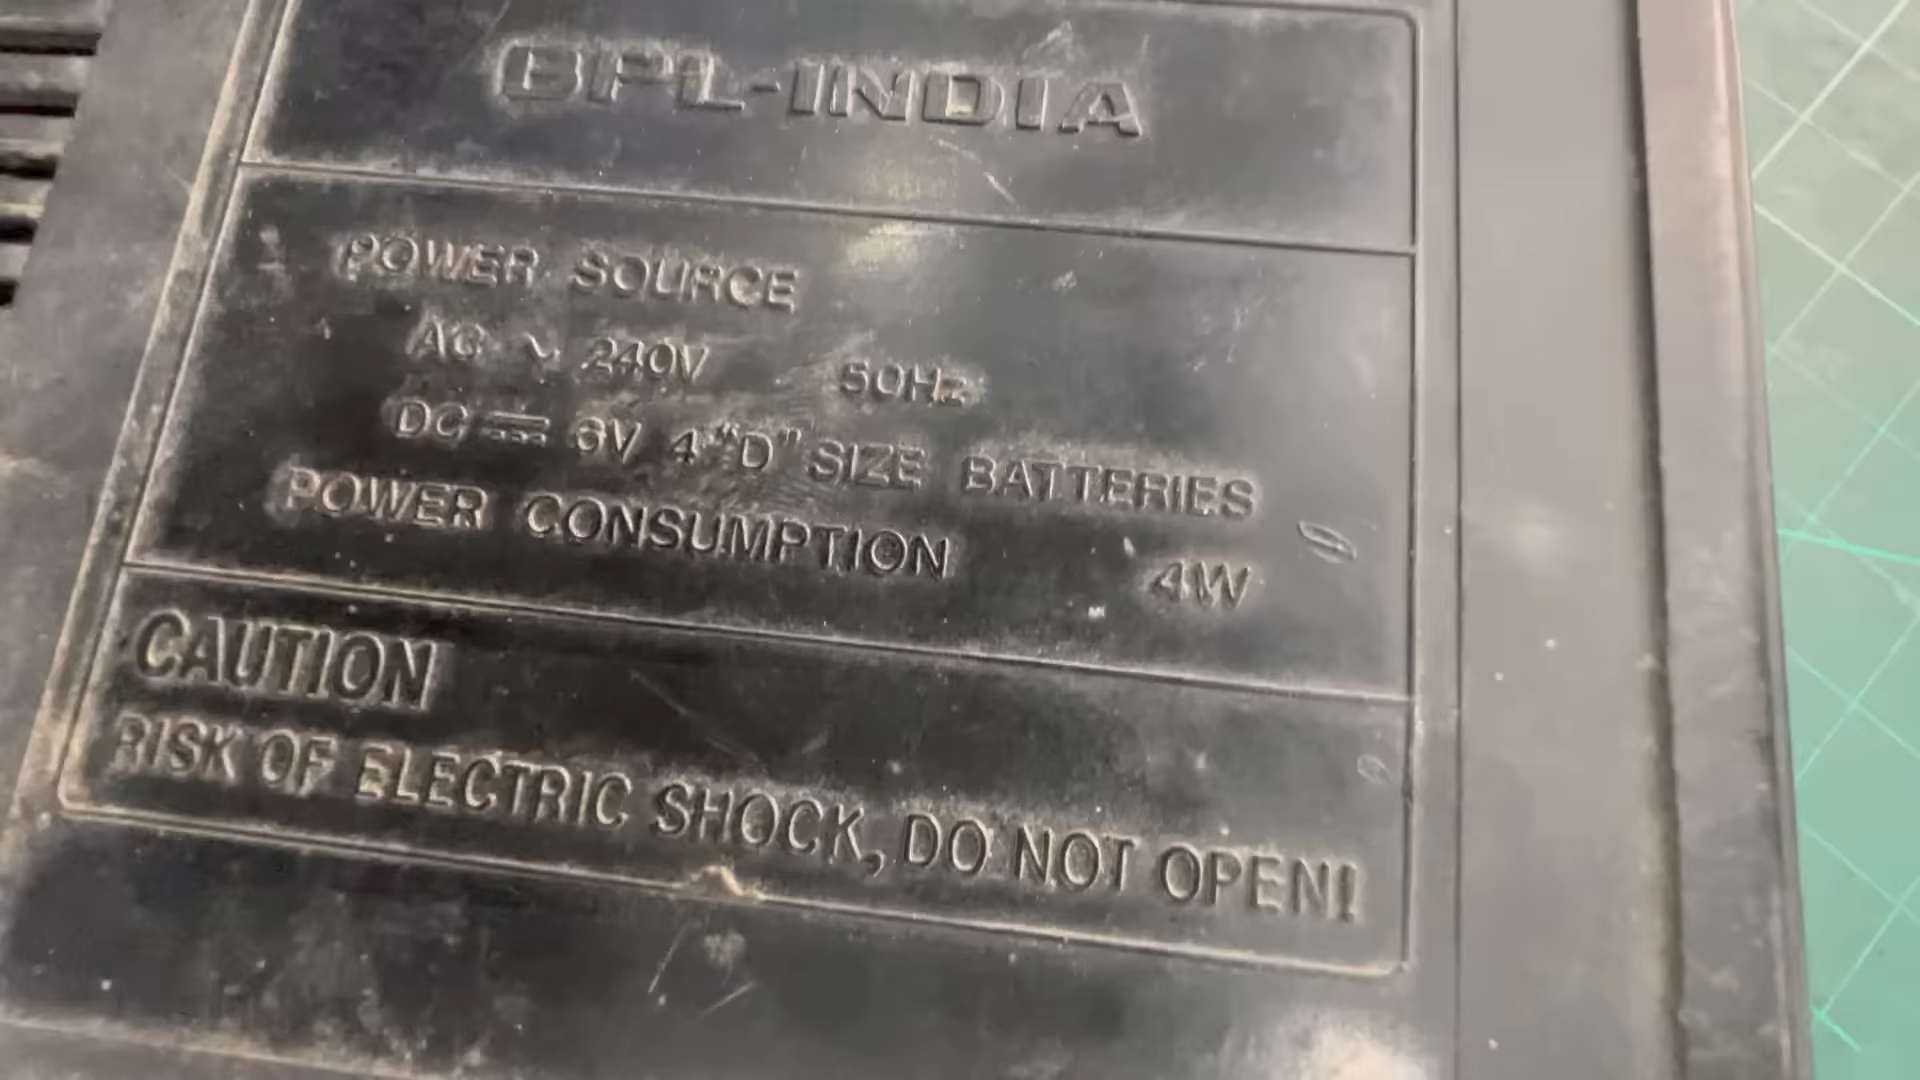 BPL-INDIA
POWER SOURCE
AC ~ 240V 50Hz
DC ⎓ 6V 4 "D" SIZE BATTERIES
POWER CONSUMPTION 4W
CAUTION
RISK OF ELECTRIC SHOCK, DO NOT OPEN!